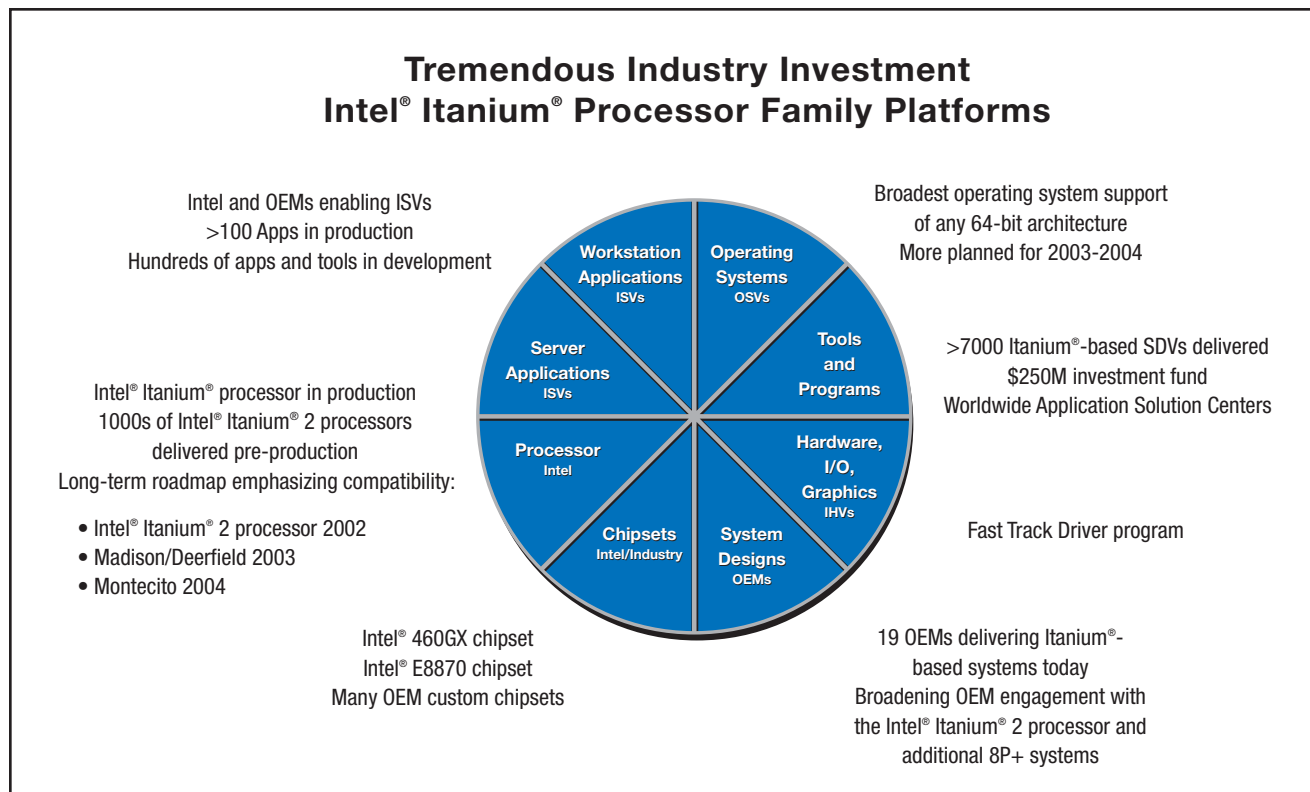 Tremendous Industry Investment
Intel® Itanium® Processor Family Platforms
Intel and OEMs enabling ISVs
>100 Apps in production
Hundreds of apps and tools in development
Broadest operating system support
of any 64-bit architecture
More planned for 2003-2004
Workstation
Applications
ISVs
Operating
Systems
OSVs
Server
Applications
ISVs
Tools
and
Programs
>7000 Itanium®-based SDVs delivered
$250M investment fund
Worldwide Application Solution Centers
Intel® Itanium® processor in production
1000s of Intel® Itanium® 2 processors
delivered pre-production
Long-term roadmap emphasizing compatibility:
• Intel® Itanium® 2 processor 2002
• Madison/Deerfield 2003
• Montecito 2004
Processor
Intel
Hardware,
I/O,
Graphics
IHVs
Chipsets
Intel/Industry
System
Designs
OEMs
Fast Track Driver program
Intel® 460GX chipset
Intel® E8870 chipset
Many OEM custom chipsets
19 OEMs delivering Itanium®-
based systems today
Broadening OEM engagement with
the Intel® Itanium® 2 processor and
additional 8P+ systems